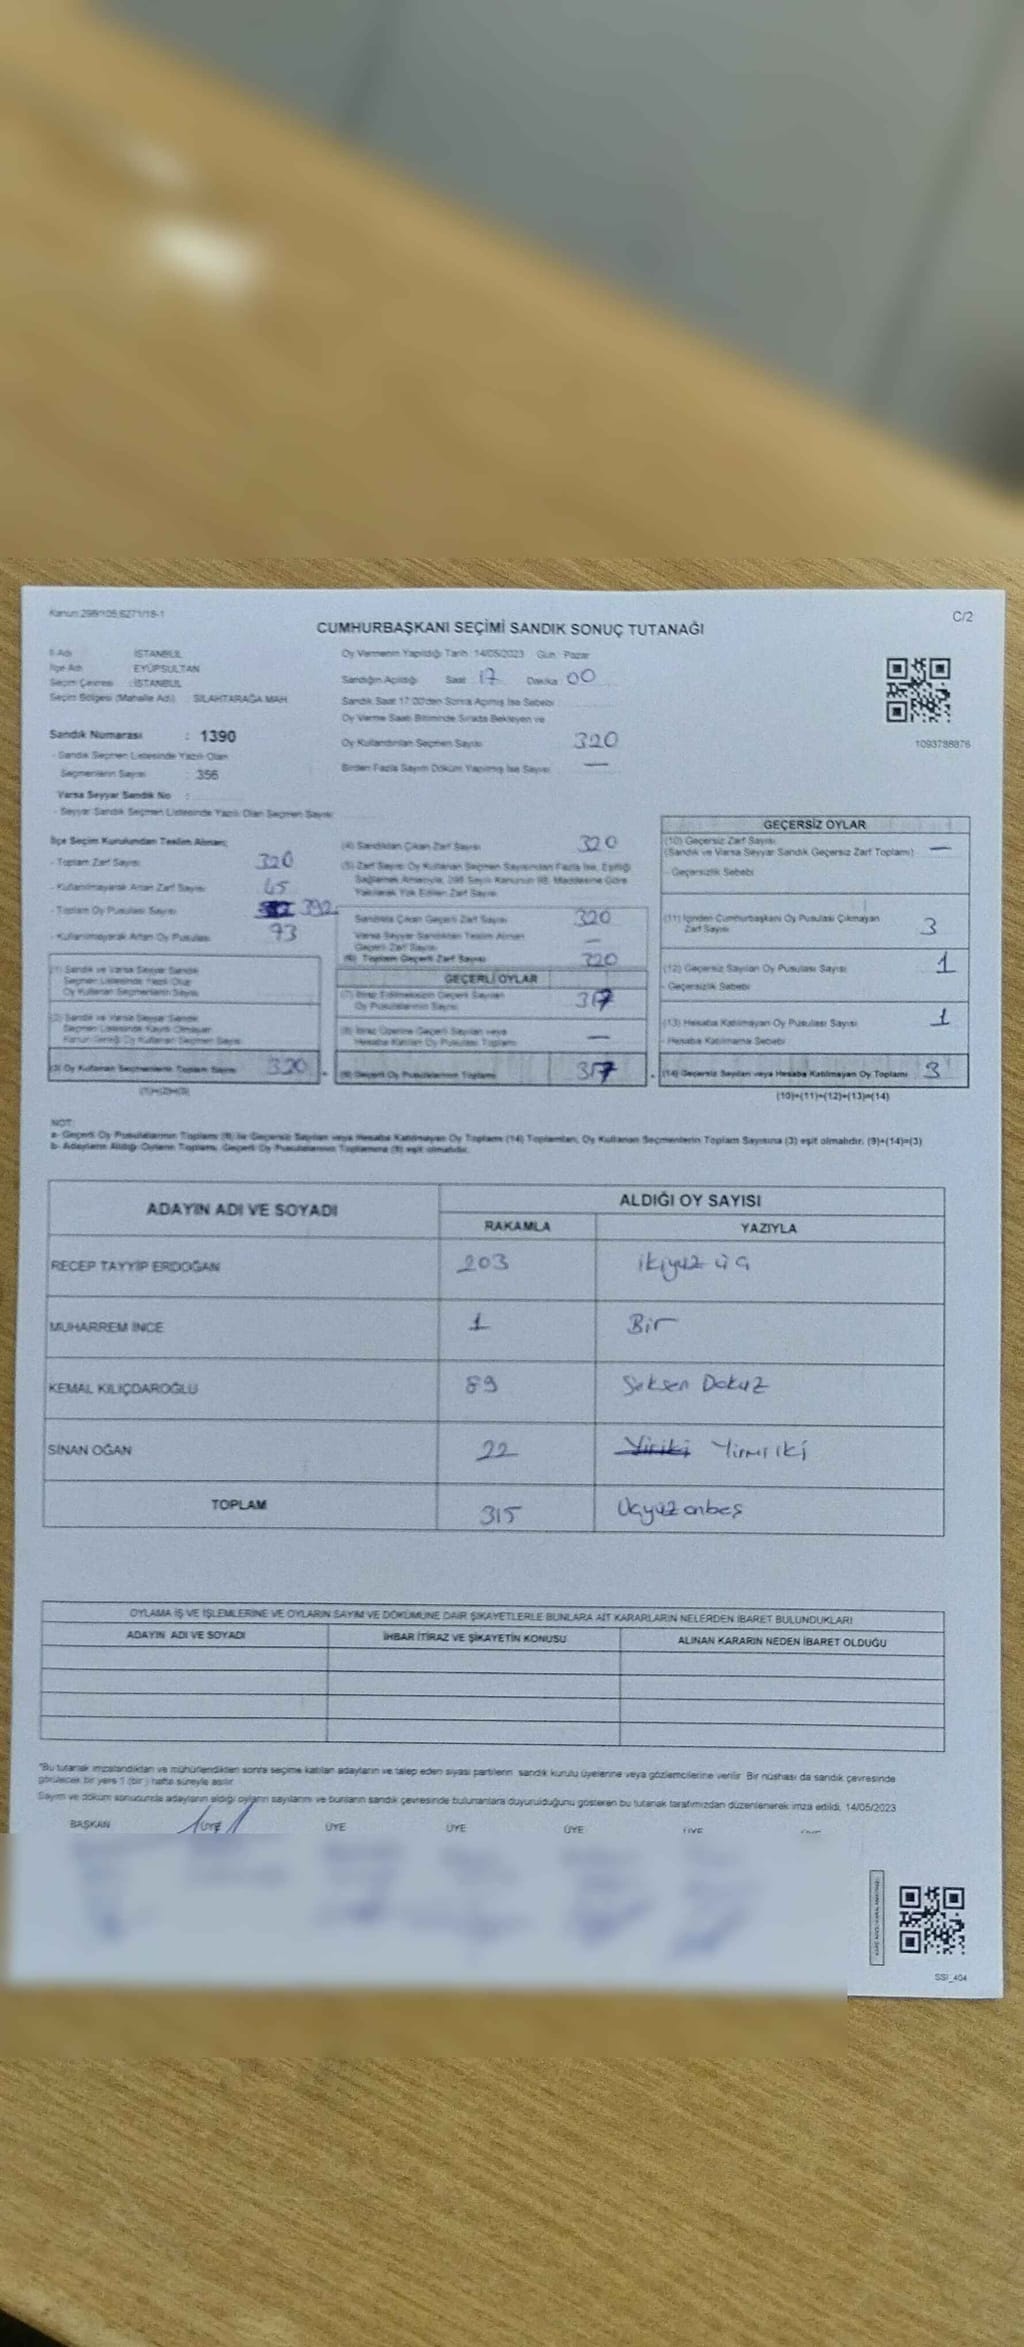 Kanun:298/105,6271/18-1
C/2
CUMHURBAŞKANI SEÇİMİ SANDIK SONUÇ TUTANAĞI
İl Adı : İSTANBUL
İlçe Adı : EYÜPSULTAN
Seçim Çevresi : İSTANBUL
Seçim Bölgesi (Mahalle Adı) : SİLAHTARAĞA MAH.
Sandık Numarası : 1390
- Sandık Seçmen Listesinde Yazılı Olan
Seçmenlerin Sayısı : 356
Varsa Seyyar Sandık No :
- Seyyar Sandık Seçmen Listesinde Yazılı Olan Seçmen Sayısı
Oy Vermenin Yapıldığı Tarih :14/05/2023 Gün : Pazar
Sandığın Açıldığı Saat : 17 Dakika : 00
Sandık Saat 17:00'den Sonra Açılmış İse Sebebi
Oy Verme Saati Bitiminde Sırada Bekleyen ve
Oy Kullandırılan Seçmen Sayısı 320
Birden Fazla Sayım Döküm Yapılmış İse Sayısı —
1093788876
İlçe Seçim Kurulundan Teslim Alınan;
- Toplam Zarf Sayısı 320
- Kullanılmayarak Artan Zarf Sayısı 45
- Toplam Oy Pusulası Sayısı 392
- Kullanılmayarak Artan Oy Pusulası 93
(1) Sandık ve Varsa Seyyar Sandık
Seçmen Listesinde Yazılı Olup
Oy Kullanan Seçmenlerin Sayısı
(2) Sandık ve Varsa Seyyar Sandık
Seçmen Listesinde Kayıtlı Olmayan
Kanun Gereği Oy Kullanan Seçmen Sayısı
(3) Oy Kullanan Seçmenlerin Toplam Sayısı 320
(1)+(2)=(3)
(4) Sandıktan Çıkan Zarf Sayısı 320
(5) Zarf Sayısı Oy Kullanan Seçmen Sayısından Fazla İse, Eşitliği
Sağlamak Amacıyla, 298 Sayılı Kanunun 98. Maddesine Göre
Yakılarak Yok Edilen Zarf Sayısı
Sandıkta Çıkan Geçerli Zarf Sayısı 320
Varsa Seyyar Sandıktan Teslim Alınan
Geçerli Zarf Sayısı —
(6) Toplam Geçerli Zarf Sayısı 320
GEÇERLİ OYLAR
(7) İtiraz Edilmeksizin Geçerli Sayılan
Oy Pusulalarının Sayısı 317
(8) İtiraz Üzerine Geçerli Sayılan veya
Hesaba Katılan Oy Pusulası Toplamı —
(9) Geçerli Oy Pusulalarının Toplamı 317
GEÇERSİZ OYLAR
(10) Geçersiz Zarf Sayısı
(Sandık ve Varsa Seyyar Sandık Geçersiz Zarf Toplamı) —
- Geçersizlik Sebebi
(11) İçinden Cumhurbaşkanı Oy Pusulası Çıkmayan
Zarf Sayısı 3
(12) Geçersiz Sayılan Oy Pusulası Sayısı 1
- Geçersizlik Sebebi
(13) Hesaba Katılmayan Oy Pusulası Sayısı 1
- Hesaba Katılmama Sebebi
(14) Geçersiz Sayılan veya Hesaba Katılmayan Oy Toplamı 3
(10)+(11)+(12)+(13)=(14)
NOT:
a- Geçerli Oy Pusulalarının Toplamı (9) ile Geçersiz Sayılan veya Hesaba Katılmayan Oy Toplamı (14) Toplamları, Oy Kullanan Seçmenlerin Toplam Sayısına (3) eşit olmalıdır. (9)+(14)=(3)
b- Adayların Aldığı Oyların Toplamı, Geçerli Oy Pusulalarının Toplamına (9) eşit olmalıdır.
ADAYIN ADI VE SOYADI
ALDIĞI OY SAYISI
RAKAMLA YAZIYLA
RECEP TAYYİP ERDOĞAN 203 ikiyüz üç
MUHARREM İNCE 1 Bir
KEMAL KILIÇDAROĞLU 89 Seksen Dokuz
SİNAN OĞAN 22 Yirmi iki
TOPLAM 315 Üçyüzonbeş
OYLAMA İŞ VE İŞLEMLERİNE VE OYLARIN SAYIM VE DÖKÜMÜNE DAİR ŞİKAYETLERLE BUNLARA AİT KARARLARIN NELERDEN İBARET BULUNDUKLARI
ADAYIN ADI VE SOYADI İHBAR İTİRAZ VE ŞİKAYETİN KONUSU ALINAN KARARIN NEDEN İBARET OLDUĞU
*Bu tutanak imzalandıktan ve mühürlendikten sonra seçime katılan adayların ve talep eden siyasi partilerin sandık kurulu üyelerine veya gözlemcilerine verilir. Bir nüshası da sandık çevresinde
görülecek bir yere 1 (bir) hafta süreyle asılır.
Sayım ve döküm sonucunda adayların aldığı oyların sayılarını ve bunların sandık çevresinde bulunanlara duyurulduğunu gösteren bu tutanak tarafımızdan düzenlenerek imza edildi. 14/05/2023
BAŞKAN ÜYE ÜYE ÜYE ÜYE ÜYE
SSI_404